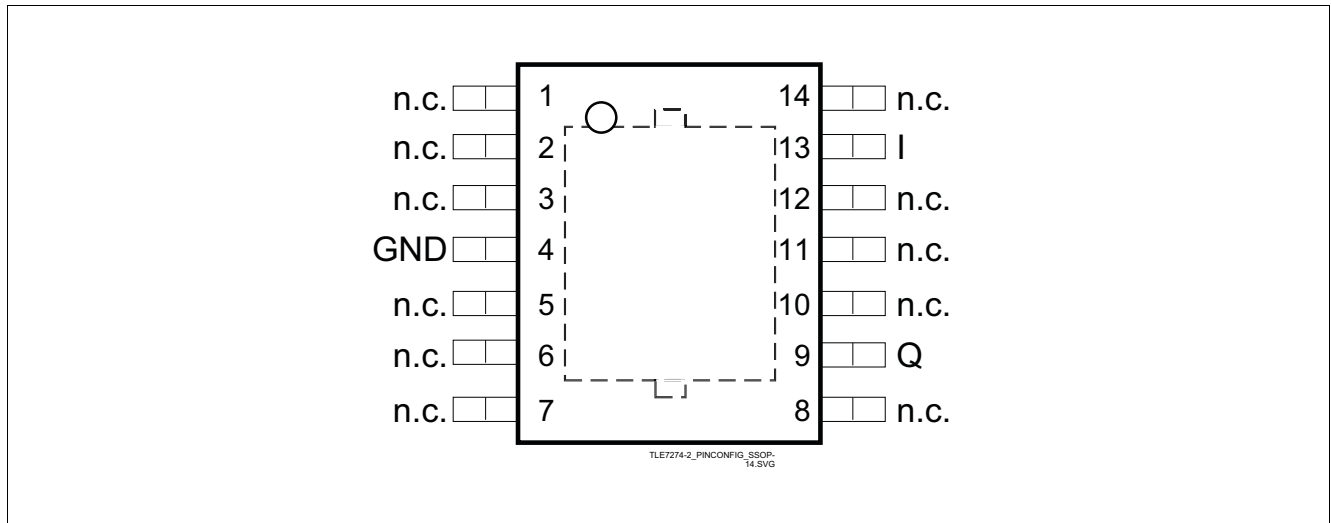 n.c. 1 14 n.c.
n.c. 2 13 I
n.c. 3 12 n.c.
GND 4 11 n.c.
n.c. 5 10 n.c.
n.c. 6 9 Q
n.c. 7 8 n.c.
TLE7274-2_PINCONFIG_SSOP-
14.SVG